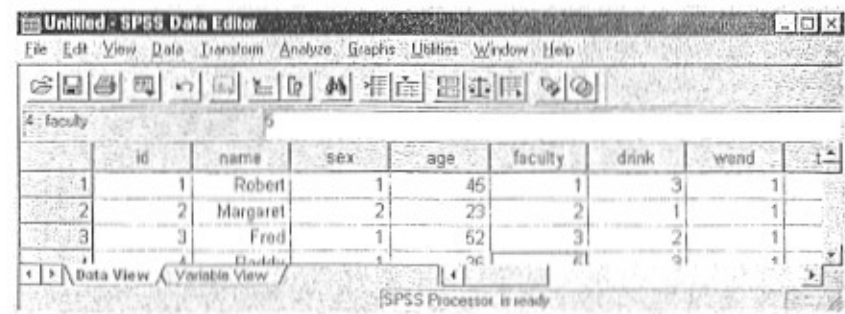 Untitled - SPSS Data Editor
File Edit View Data Transform Analyze Graphs Utilities Window Help
4 : faculty 5
id name sex age faculty drink wend t
1 1 Robert 1 46 1 3 1
2 2 Margaret 2 23 2 1 1
3 3 Fred 1 52 3 2 1
Data View Variable View
SPSS Processor is ready